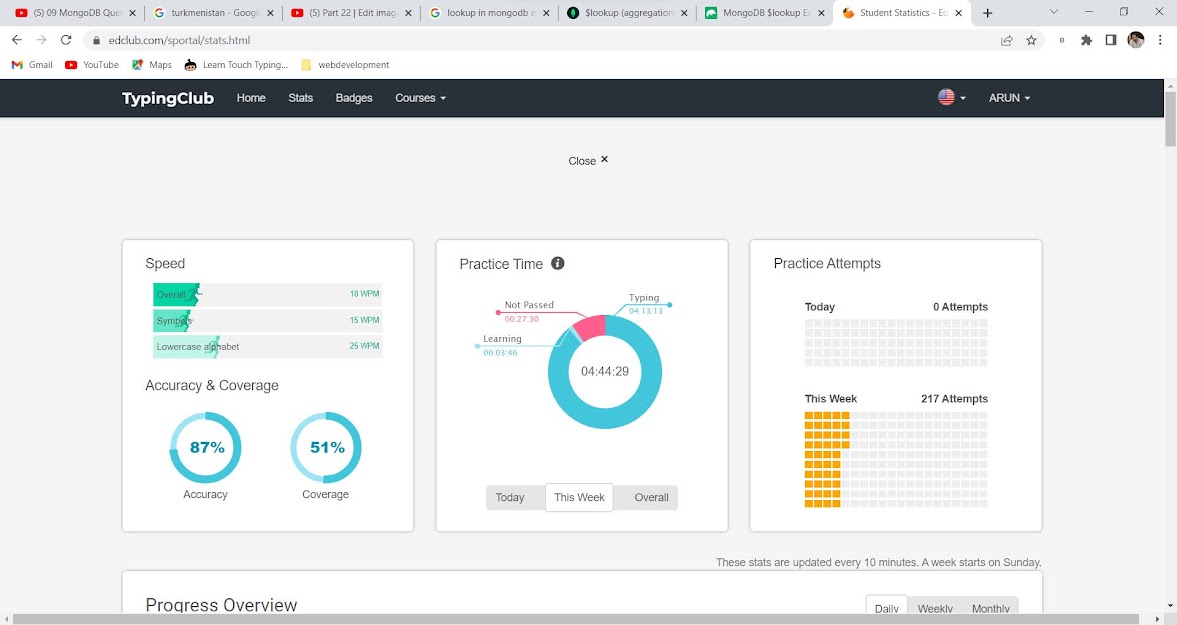 (5) 09 MongoDB Que
turkmenistan - Googl
(5) Part 22 | Edit imag
lookup in mongodb e
$lookup (aggregation
MongoDB $lookup Ex
Student Statistics - Ed
edclub.com/sportal/stats.html
Gmail
YouTube
Maps
Learn Touch Typing...
webdevelopment
TypingClub
Home
Stats
Badges
Courses
ARUN
Close ×
Speed
Overall 18 WPM
Symbols 15 WPM
Lowercase alphabet 25 WPM
Accuracy & Coverage
87%
51%
Accuracy
Coverage
Practice Time
Typing
04:13:13
Not Passed
00:27:30
Learning
00:03:46
04:44:29
Today
This Week
Overall
Practice Attempts
Today 0 Attempts
This Week 217 Attempts
These stats are updated every 10 minutes. A week starts on Sunday.
Progress Overview
Daily
Weekly
Monthly